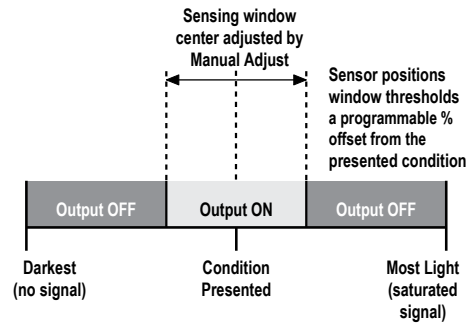 Sensing window
center adjusted by
Manual Adjust
Sensor positions
window thresholds
a programmable %
offset from the
presented condition
Output OFF
Output ON
Output OFF
Darkest
(no signal)
Condition
Presented
Most Light
(saturated
signal)